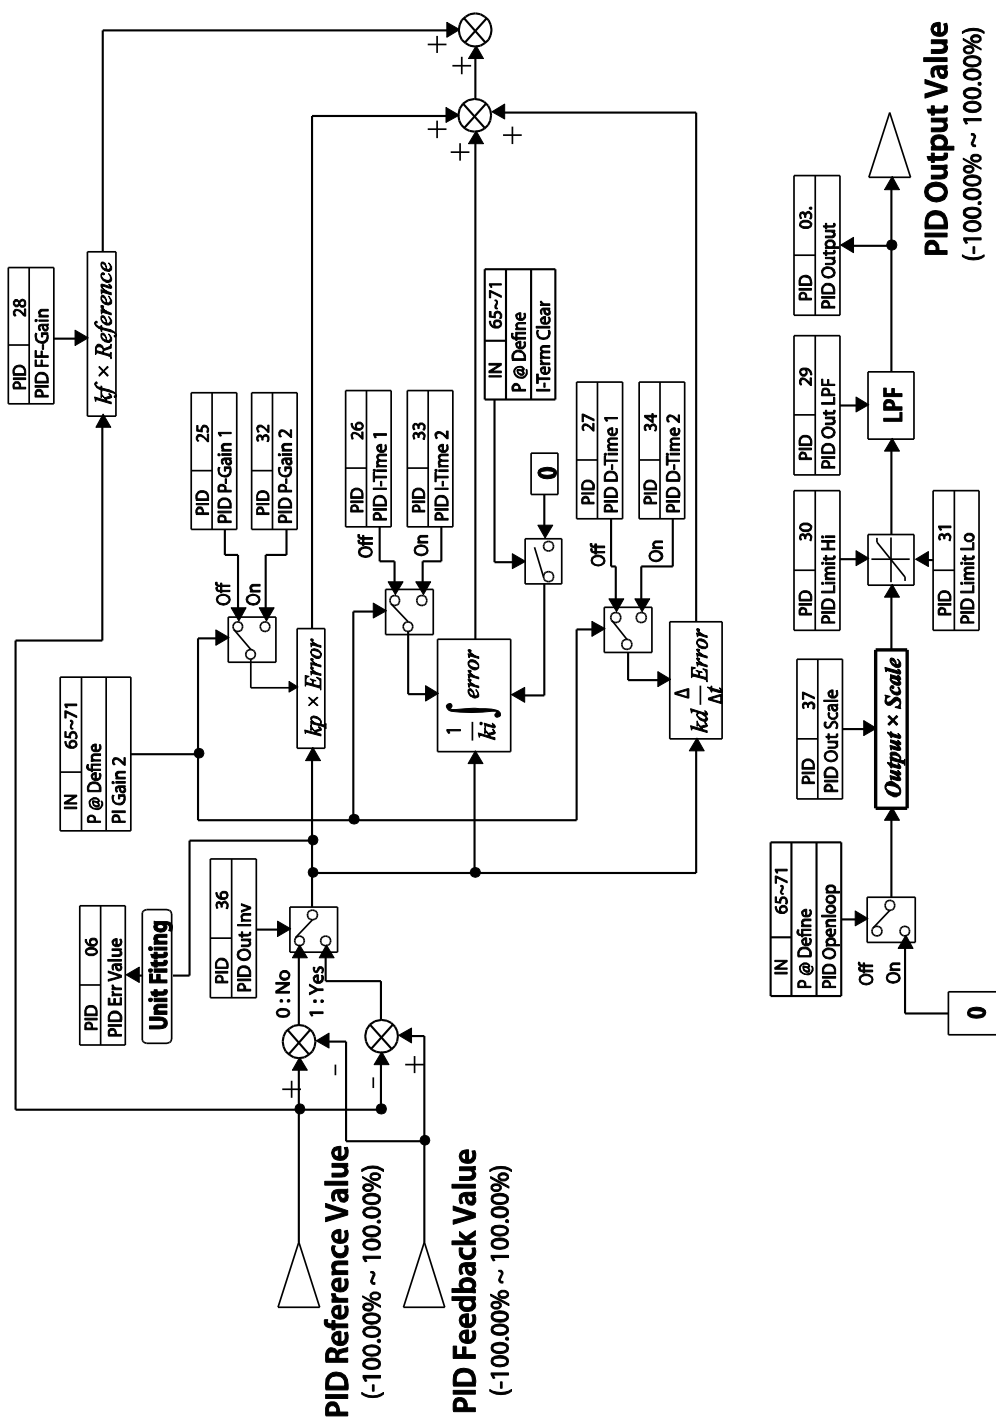 PID Reference Value
(-100.00% ~ 100.00%)
PID Feedback Value
(-100.00% ~ 100.00%)
+
-
-
+
0 : No
1 : Yes
PID 06
PID Err Value
Unit Fitting
PID 36
PID Out Inv
IN 65~71
P @ Define
PI Gain 2
PID 28
PID FF-Gain
kf × Reference
PID 25
PID P-Gain 1
PID 32
PID P-Gain 2
Off
On
kp × Error
PID 26
PID I-Time 1
PID 33
PID I-Time 2
Off
On
1/ki ∫ error
IN 65~71
P @ Define
I-Term Clear
0
PID 27
PID D-Time 1
PID 34
PID D-Time 2
Off
On
kd Δ/Δt Error
+
+
+
+
+
IN 65~71
P @ Define
PID Openloop
Off
On
0
PID 37
PID Out Scale
Output × Scale
PID 30
PID Limit Hi
PID 31
PID Limit Lo
PID 29
PID Out LPF
LPF
PID 03.
PID Output
PID Output Value
(-100.00% ~ 100.00%)